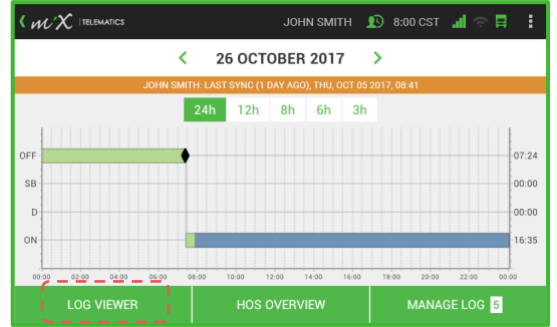 mix TELEMATICS JOHN SMITH 8:00 CST
26 OCTOBER 2017
JOHN SMITH: LAST SYNC (1 DAY AGO), THU, OCT 05 2017, 08:41
24h 12h 8h 6h 3h
OFF 07:24
SB 00:00
D 00:00
ON 16:35
00:00 02:00 04:00 06:00 08:00 10:00 12:00 14:00 16:00 18:00 20:00 22:00 00:00
LOG VIEWER HOS OVERVIEW MANAGE LOG 5